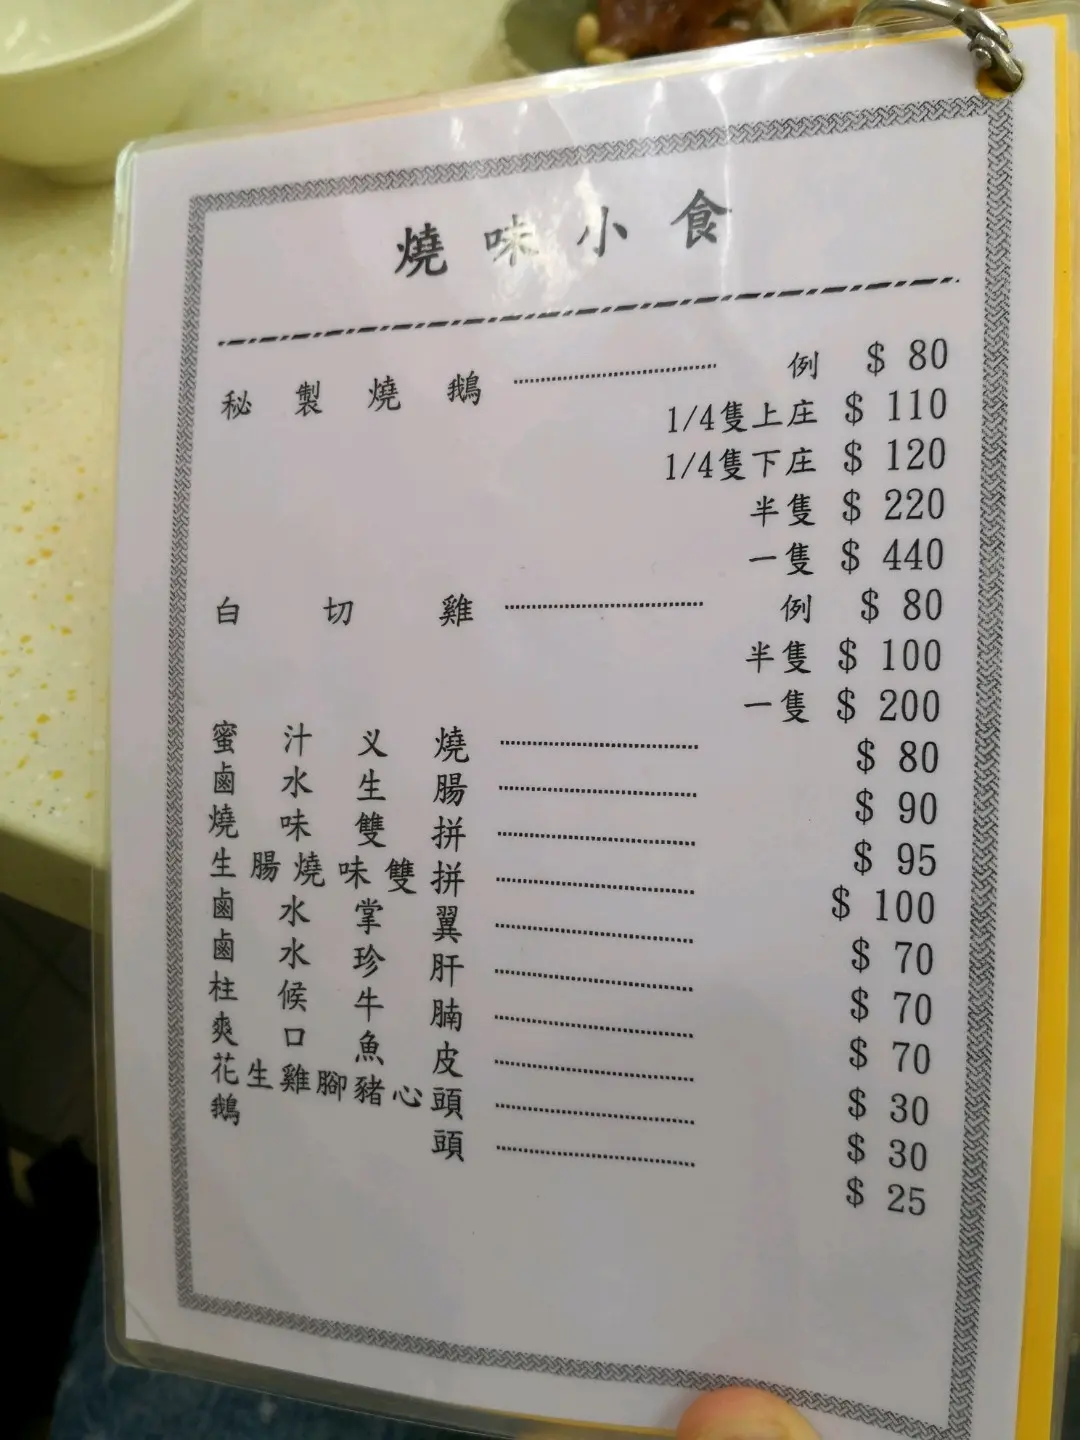 燒味小食
秘製燒鵝 例 $ 80
1/4隻上庄 $ 110
1/4隻下庄 $ 120
半隻 $ 220
一隻 $ 440
白切雞 例 $ 80
半隻 $ 100
一隻 $ 200
蜜汁义燒 $ 80
鹵水生腸 $ 90
燒味雙拼 $ 95
生腸燒味雙拼 $ 100
鹵水掌翼 $ 70
鹵水珍肝 $ 70
柱候牛腩 $ 70
爽口魚皮 $ 30
花生雞腳豬心頭 $ 30
鵝頭 $ 25